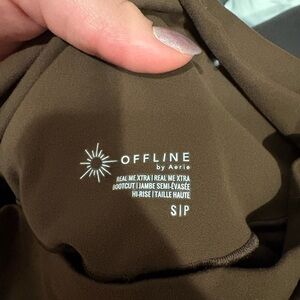 OFFLINE
by Aerie
REAL ME XTRA | REAL ME XTRA
BOOTCUT | JAMBE SEMI-ÉVASÉE
HI-RISE | TAILLE HAUTE
S|P